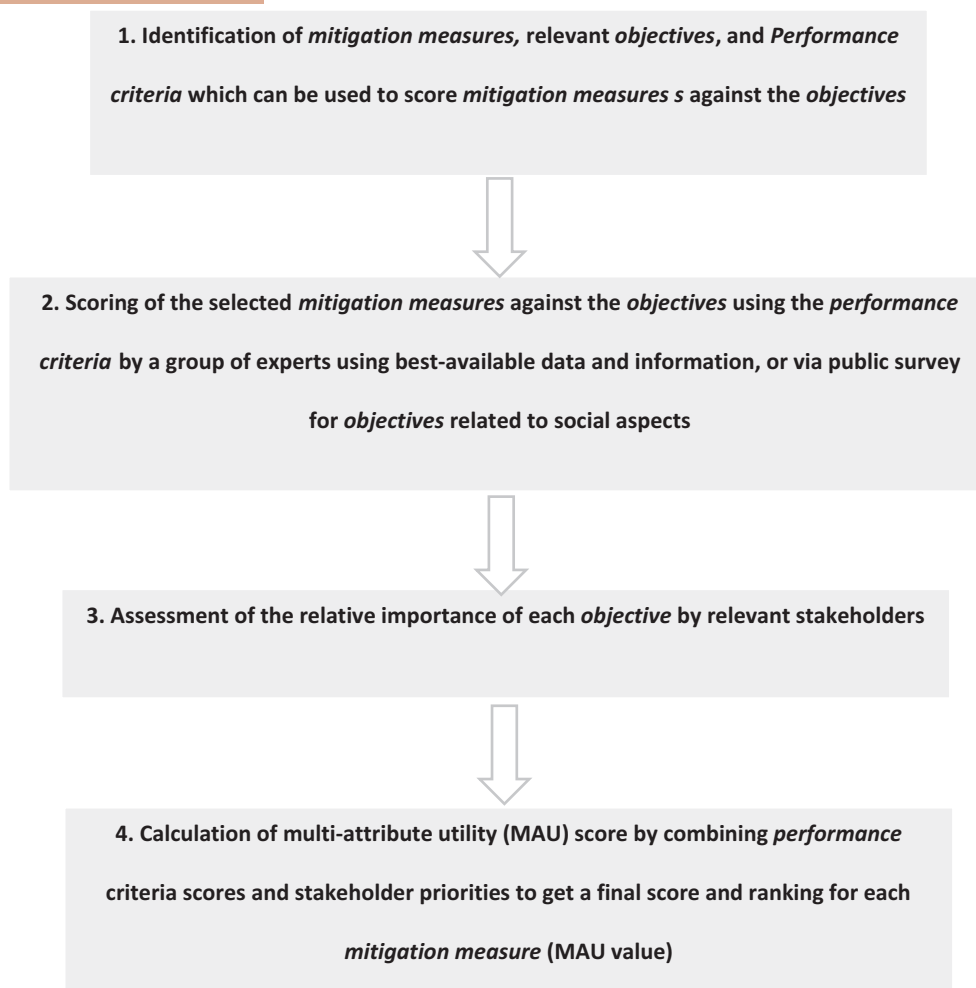 1. Identification of mitigation measures, relevant objectives, and Performance
criteria which can be used to score mitigation measures s against the objectives
2. Scoring of the selected mitigation measures against the objectives using the performance
criteria by a group of experts using best-available data and information, or via public survey
for objectives related to social aspects
3. Assessment of the relative importance of each objective by relevant stakeholders
4. Calculation of multi-attribute utility (MAU) score by combining performance
criteria scores and stakeholder priorities to get a final score and ranking for each
mitigation measure (MAU value)